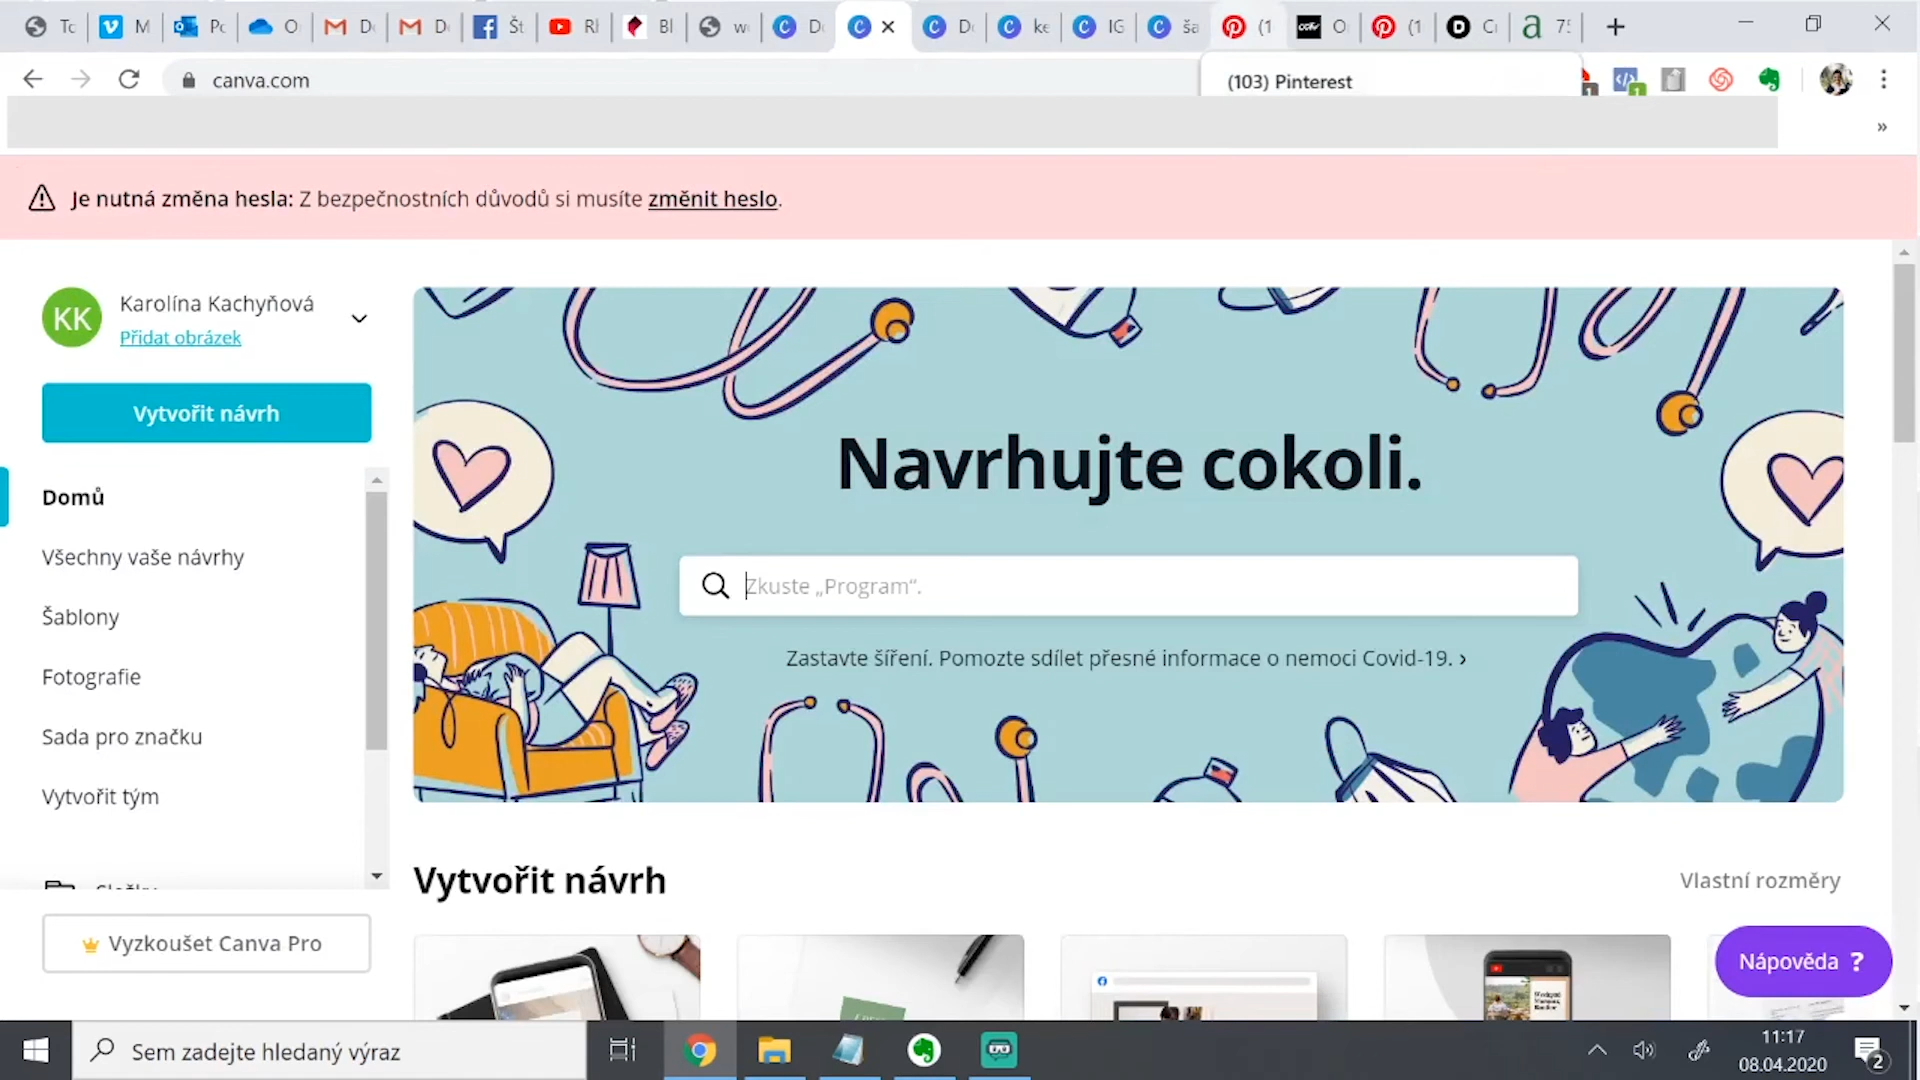 canva.com
(103) Pinterest
Je nutná změna hesla: Z bezpečnostních důvodů si musíte změnit heslo.
KK
Karolína Kachyňová
Přidat obrázek
Vytvořit návrh
Domů
Všechny vaše návrhy
Šablony
Fotografie
Sada pro značku
Vytvořit tým
Vyzkoušet Canva Pro
Navrhujte cokoli.
Zkuste „Program“.
Zastavte šíření. Pomozte sdílet přesné informace o nemoci Covid-19. ›
Vytvořit návrh
Vlastní rozměry
Nápověda ?
Sem zadejte hledaný výraz
11:17
08.04.2020
2